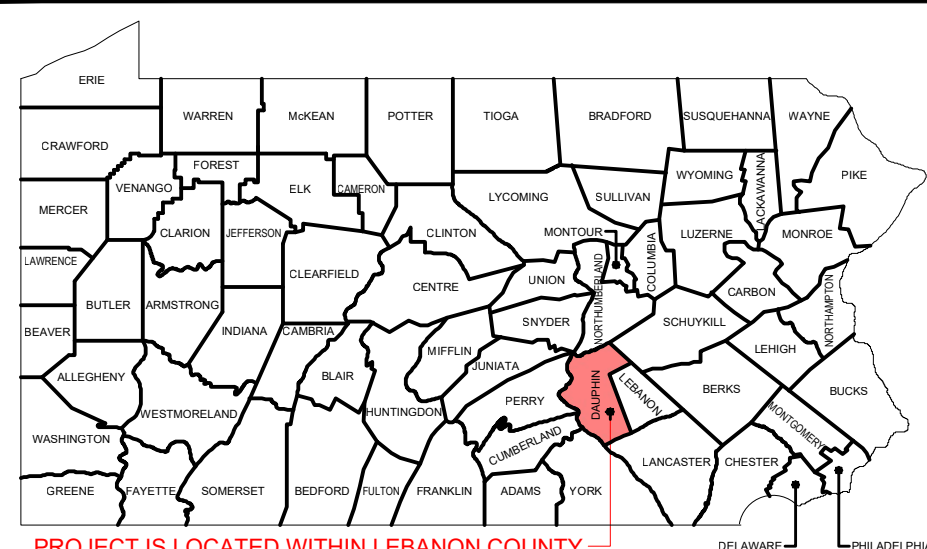 ERIE
WARREN
McKEAN
POTTER
TIOGA
BRADFORD
SUSQUEHANNA
WAYNE
CRAWFORD
FOREST
VENANGO
ELK
CAMERON
WYOMING
LACKAWANNA
PIKE
MERCER
CLARION
JEFFERSON
LYCOMING
SULLIVAN
CLINTON
MONTOUR
COLUMBIA
LUZERNE
MONROE
LAWRENCE
CLEARFIELD
CENTRE
UNION
NORTHUMBERLAND
CARBON
NORTHAMPTON
BUTLER
ARMSTRONG
BEAVER
INDIANA
CAMBRIA
SNYDER
SCHUYKILL
MIFFLIN
JUNIATA
LEHIGH
ALLEGHENY
BLAIR
DAUPHIN
LEBANON
BERKS
BUCKS
WESTMORELAND
HUNTINGDON
PERRY
MONTGOMERY
WASHINGTON
CUMBERLAND
LANCASTER
CHESTER
GREENE
FAYETTE
SOMERSET
BEDFORD
FULTON
FRANKLIN
ADAMS
YORK
PROJECT IS LOCATED WITHIN LEBANON COUNTY
DELAWARE
PHILADELPHIA